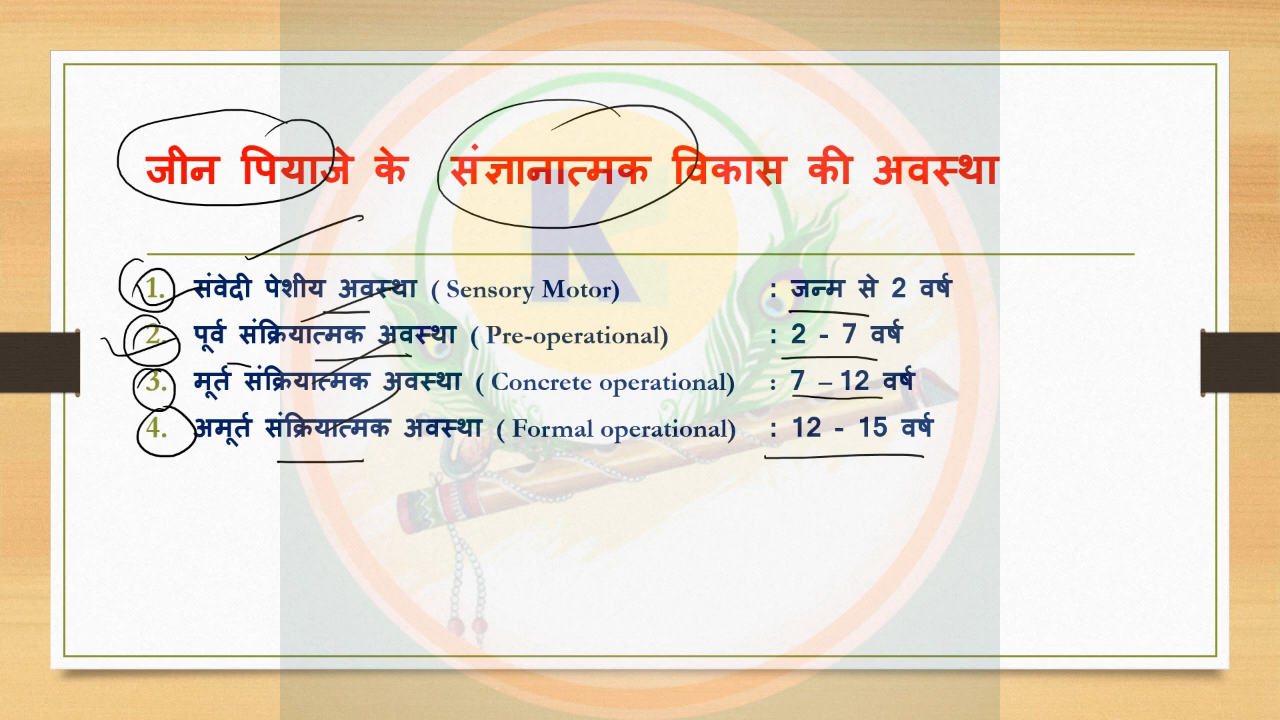 जीन पियाजे के संज्ञानात्मक विकास की अवस्था
1. संवेदी पेशीय अवस्था ( Sensory Motor) : जन्म से 2 वर्ष
2. पूर्व संक्रियात्मक अवस्था ( Pre-operational) : 2 - 7 वर्ष
3. मूर्त संक्रियात्मक अवस्था ( Concrete operational) : 7 – 12 वर्ष
4. अमूर्त संक्रियात्मक अवस्था ( Formal operational) : 12 - 15 वर्ष
K